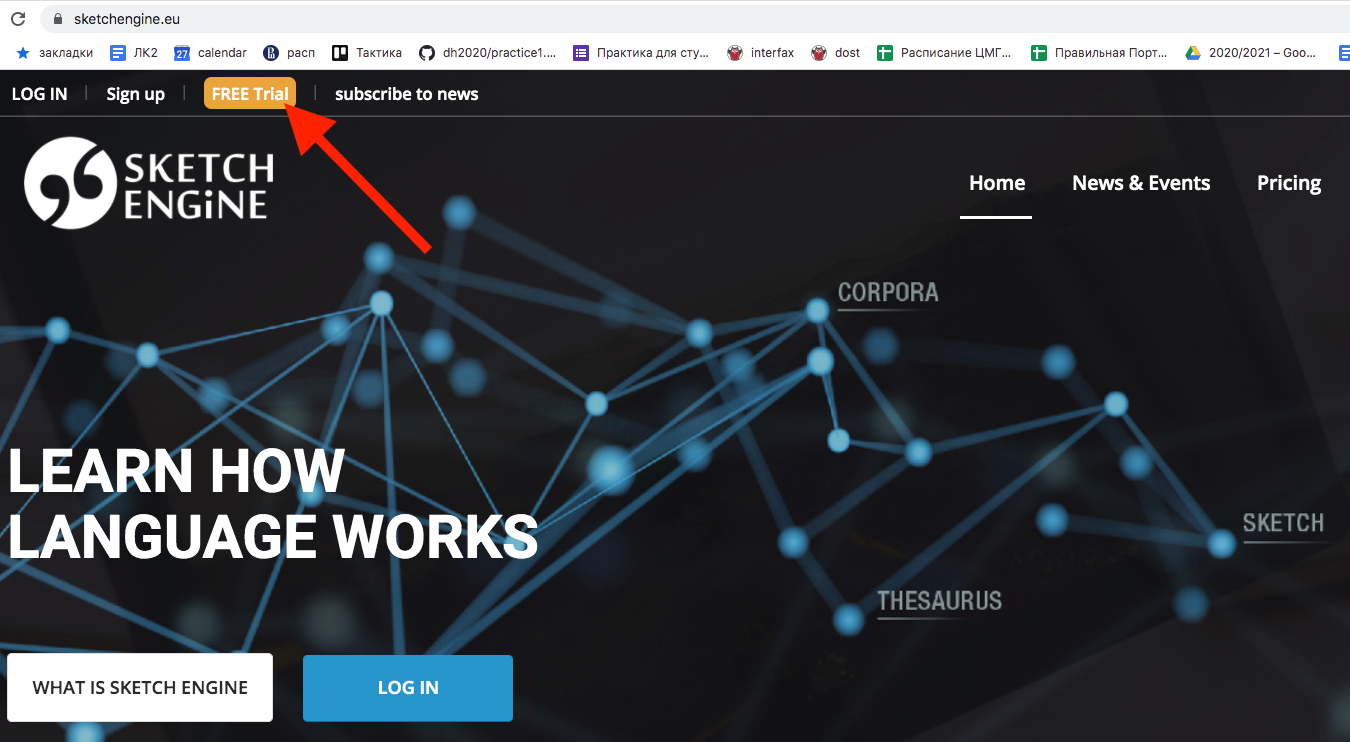 sketchengine.eu
закладки ЛК2 27 calendar расп Тактика dh2020/practice1.... Практика для сту... interfax dost Расписание ЦМГ... Правильная Порт... 2020/2021 – Goo...
LOG IN Sign up FREE Trial subscribe to news
SKETCH
ENGiNE
Home News & Events Pricing
CORPORA
LEARN HOW
LANGUAGE WORKS
SKETCH
THESAURUS
WHAT IS SKETCH ENGINE LOG IN